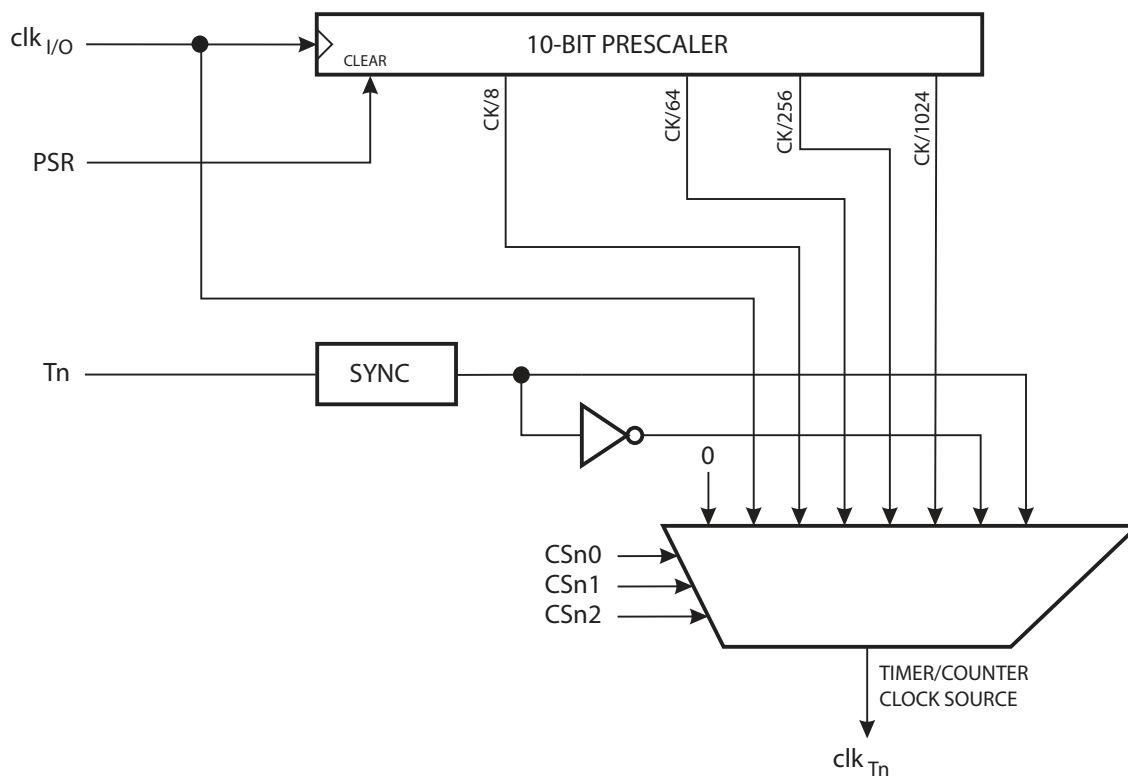 clk I/O
10-BIT PRESCALER
CLEAR
CK/8
CK/64
CK/256
CK/1024
PSR
Tn
SYNC
0
CSn0
CSn1
CSn2
TIMER/COUNTER
CLOCK SOURCE
clk Tn